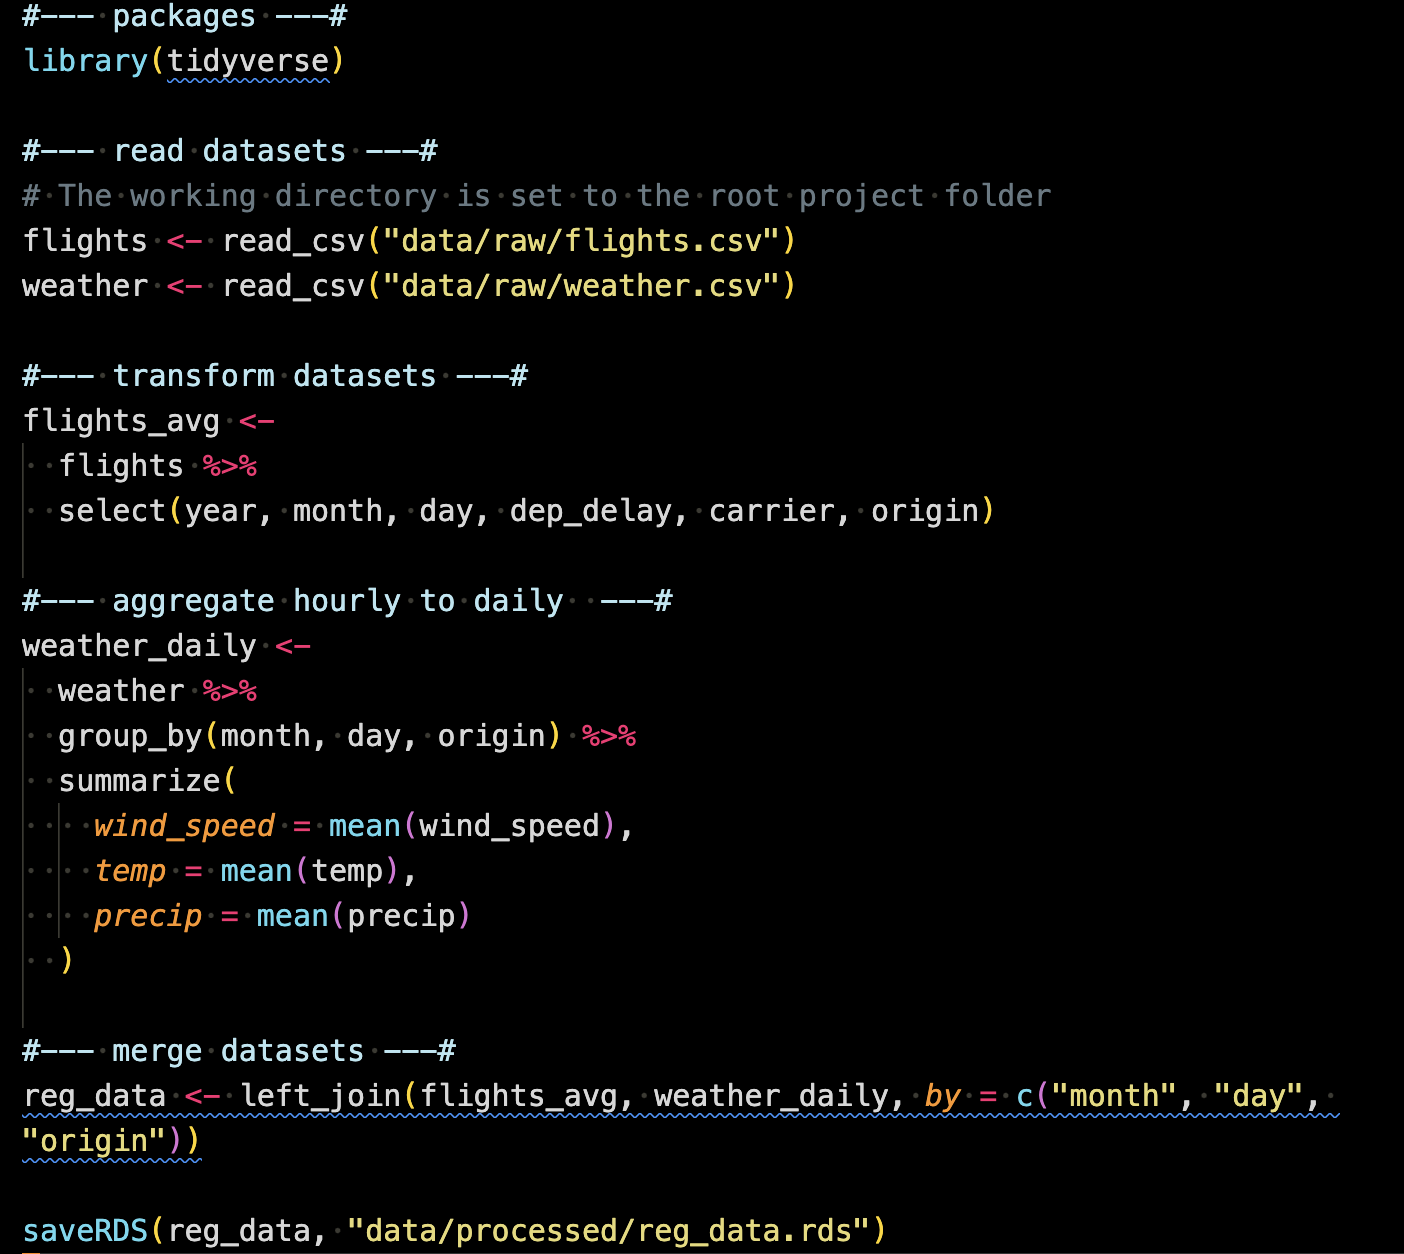 #--- packages ---#
library(tidyverse)

#--- read datasets ---#
# The working directory is set to the root project folder
flights <- read_csv("data/raw/flights.csv")
weather <- read_csv("data/raw/weather.csv")

#--- transform datasets ---#
flights_avg <-
  flights %>%
  select(year, month, day, dep_delay, carrier, origin)

#--- aggregate hourly to daily  ---#
weather_daily <-
  weather %>%
  group_by(month, day, origin) %>%
  summarize(
    wind_speed = mean(wind_speed),
    temp = mean(temp),
    precip = mean(precip)
  )

#--- merge datasets ---#
reg_data <- left_join(flights_avg, weather_daily, by = c("month", "day",
"origin"))

saveRDS(reg_data, "data/processed/reg_data.rds")